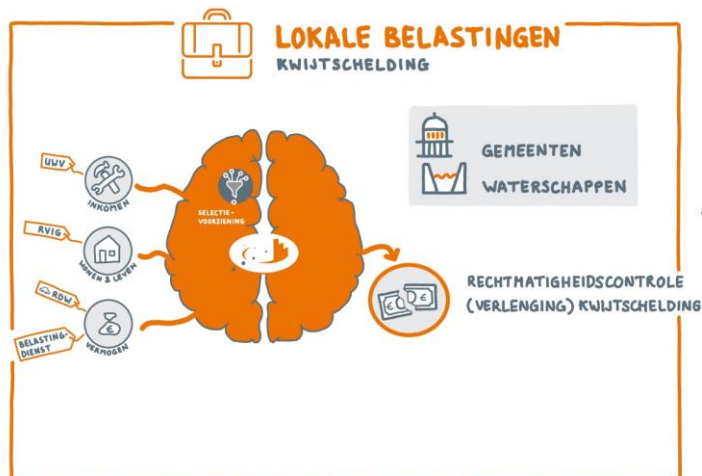 LOKALE BELASTINGEN
KWIJTSCHELDING
UWV
INKOMEN
RVIG
WONEN & LEVEN
RDW
BELASTING-
DIENST
VERMOGEN
SELECTIE-
VOORZIENING
GEMEENTEN
WATERSCHAPPEN
RECHTMATIGHEIDSCONTROLE
(VERLENGING) KWIJTSCHELDING